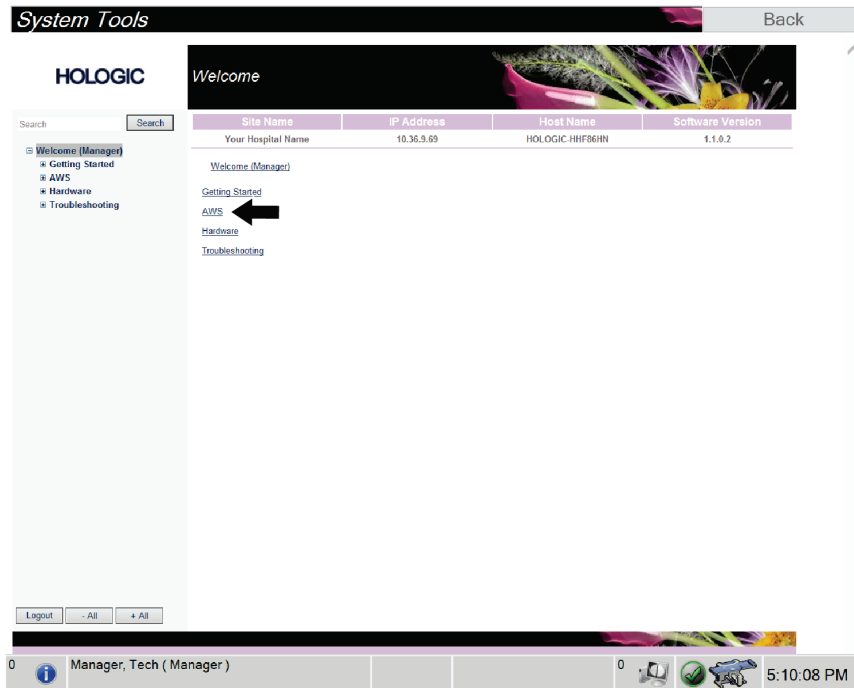 System Tools
Back
HOLOGIC
Welcome
Search
Search
Site Name
IP Address
Host Name
Software Version
Your Hospital Name
10.36.9.69
HOLOGIC-HHF86HN
1.1.0.2
Welcome (Manager)
Getting Started
AWS
Hardware
Troubleshooting
Welcome (Manager)
Getting Started
AWS
Hardware
Troubleshooting
Logout
- All
+ All
0
Manager, Tech ( Manager )
0
5:10:08 PM